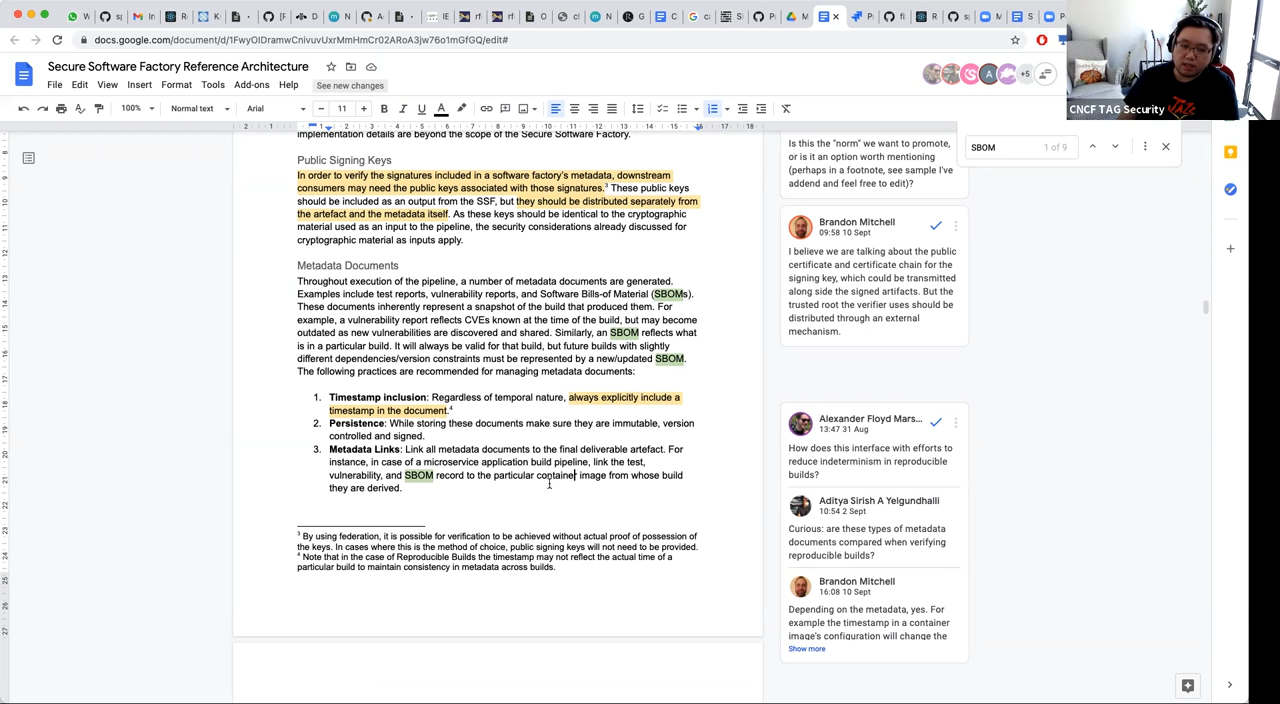 docs.google.com/document/d/1FwyOIDramwCnivuvUxrMmHmCr02ARoA3jw76o1mGfGQ/edit#
Secure Software Factory Reference Architecture
File Edit View Insert Format Tools Add-ons Help See new changes
+5
CNCF TAG Security
100% Normal text Arial 11
SBOM 1 of 9
implementation details are beyond the scope of the Secure Software Factory.
Public Signing Keys
In order to verify the signatures included in a software factory's metadata, downstream
consumers may need the public keys associated with those signatures.3 These public keys
should be included as an output from the SSF, but they should be distributed separately from
the artefact and the metadata itself. As these keys should be identical to the cryptographic
material used as an input to the pipeline, the security considerations already discussed for
cryptographic material as inputs apply.
Metadata Documents
Throughout execution of the pipeline, a number of metadata documents are generated.
Examples include test reports, vulnerability reports, and Software Bills-of Material (SBOMs).
These documents inherently represent a snapshot of the build that produced them. For
example, a vulnerability report reflects CVEs known at the time of the build, but may become
outdated as new vulnerabilities are discovered and shared. Similarly, an SBOM reflects what
is in a particular build. It will always be valid for that build, but future builds with slightly
different dependencies/version constraints must be represented by a new/updated SBOM.
The following practices are recommended for managing metadata documents:
1. Timestamp inclusion: Regardless of temporal nature, always explicitly include a
timestamp in the document.4
2. Persistence: While storing these documents make sure they are immutable, version
controlled and signed.
3. Metadata Links: Link all metadata documents to the final deliverable artefact. For
instance, in case of a microservice application build pipeline, link the test,
vulnerability, and SBOM record to the particular container image from whose build
they are derived.
3 By using federation, it is possible for verification to be achieved without actual proof of possession of
the keys. In cases where this is the method of choice, public signing keys will not need to be provided.
4 Note that in the case of Reproducible Builds the timestamp may not reflect the actual time of a
particular build to maintain consistency in metadata across builds.
Is this the "norm" we want to promote,
or is it an option worth mentioning
(perhaps in a footnote, see sample I've
addend and feel free to edit)?
Brandon Mitchell
09:58 10 Sept
I believe we are talking about the public
certificate and certificate chain for the
signing key, which could be transmitted
along side the signed artifacts. But the
trusted root the verifier uses should be
distributed through an external
mechanism.
Alexander Floyd Mars...
13:47 31 Aug
How does this interface with efforts to
reduce indeterminism in reproducible
builds?
Aditya Sirish A Yelgundhalli
10:54 2 Sept
Curious: are these types of metadata
documents compared when verifying
reproducible builds?
Brandon Mitchell
16:08 10 Sept
Depending on the metadata, yes. For
example the timestamp in a container
image's configuration will change the
Show more